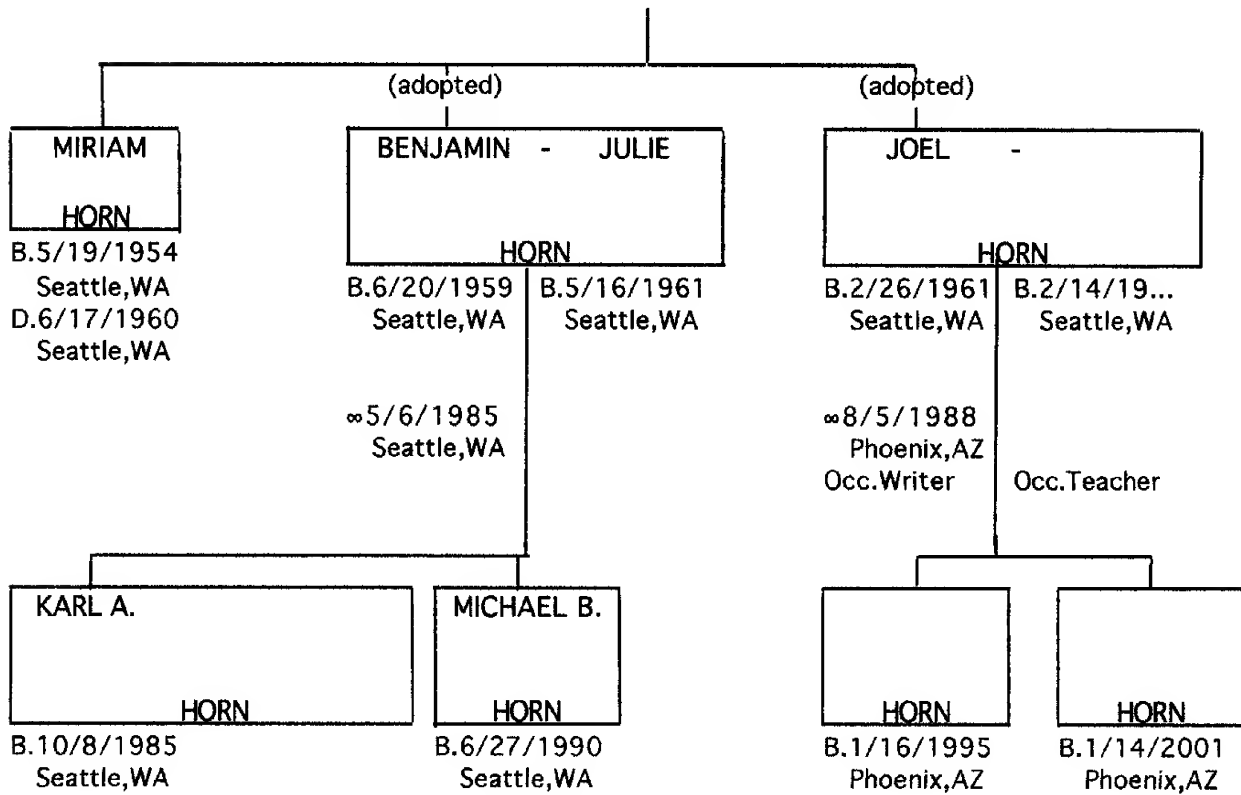 (adopted) (adopted)
MIRIAM BENJAMIN - JULIE JOEL -
HORN
B.5/19/1954 HORN HORN
Seattle,WA B.6/20/1959 B.5/16/1961 B.2/26/1961 B.2/14/19...
D.6/17/1960 Seattle,WA Seattle,WA Seattle,WA Seattle,WA
Seattle,WA
∞5/6/1985 ∞8/5/1988
Seattle,WA Phoenix,AZ
Occ.Writer Occ.Teacher
KARL A. MICHAEL B.
HORN HORN HORN HORN
B.10/8/1985 B.6/27/1990 B.1/16/1995 B.1/14/2001
Seattle,WA Seattle,WA Phoenix,AZ Phoenix,AZ